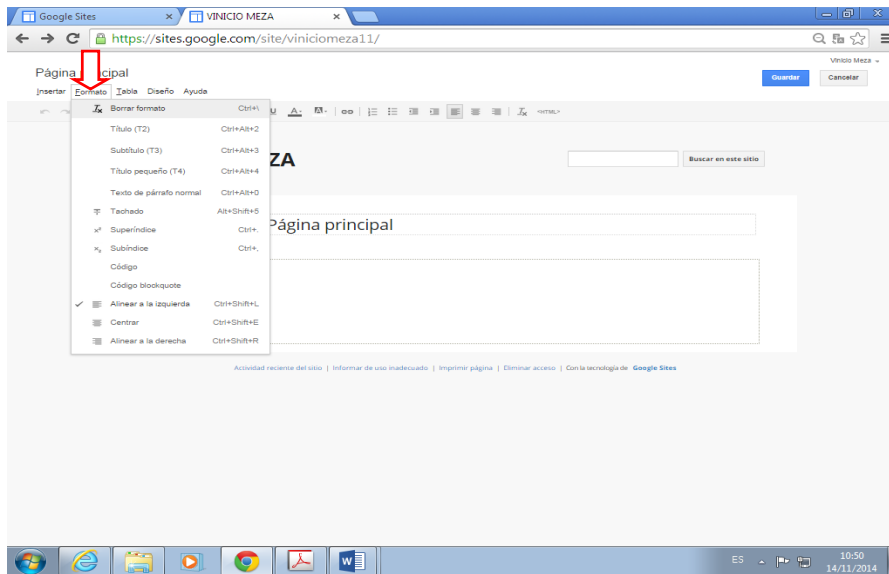 Google Sites × VINICIO MEZA ×
https://sites.google.com/site/viniciomeza11/
Vinicio Meza
Página cipal
Guardar Cancelar
Insertar Formato Tabla Diseño Ayuda
Borrar formato Ctrl+\
U A <HTML>
Título (T2) Ctrl+Alt+2
Subtítulo (T3) Ctrl+Alt+3
ZA
Buscar en este sitio
Título pequeño (T4) Ctrl+Alt+4
Texto de párrafo normal Ctrl+Alt+0
Tachado Alt+Shift+5
Página principal
Superíndice Ctrl+.
Subíndice Ctrl+,
Código
Código blockquote
Alinear a la izquierda Ctrl+Shift+L
Centrar Ctrl+Shift+E
Alinear a la derecha Ctrl+Shift+R
Actividad reciente del sitio | Informar de uso inadecuado | Imprimir página | Eliminar acceso | Con la tecnología de Google Sites
ES 10:50
14/11/2014